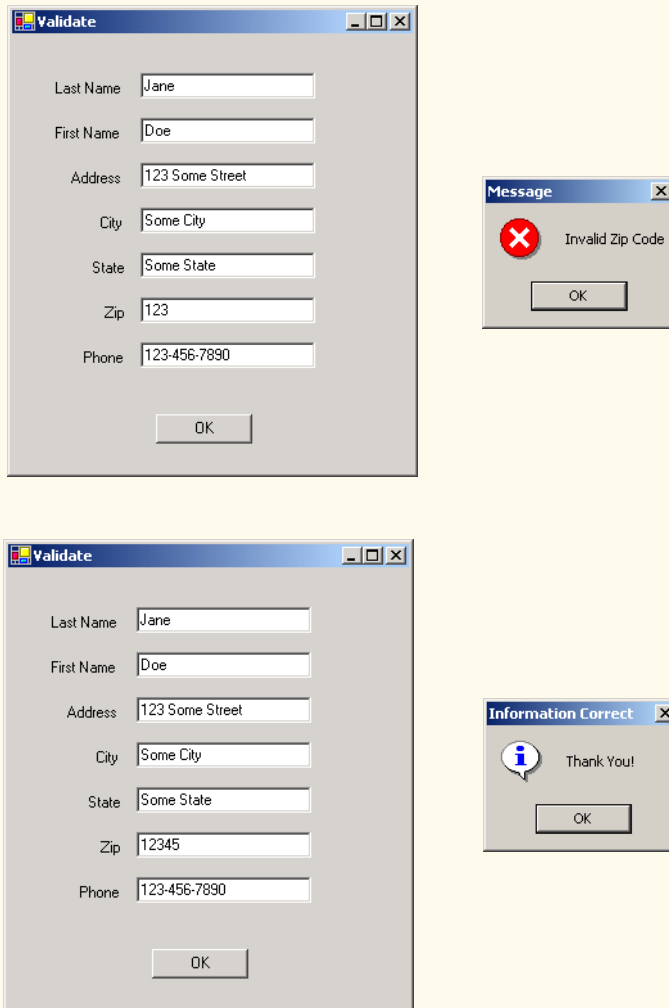 Validate
Last Name Jane
First Name Doe
Address 123 Some Street
City Some City
State Some State
Zip 123
Phone 123-456-7890
OK
Message
Invalid Zip Code
OK
Validate
Last Name Jane
First Name Doe
Address 123 Some Street
City Some City
State Some State
Zip 12345
Phone 123-456-7890
OK
Information Correct
Thank You!
OK